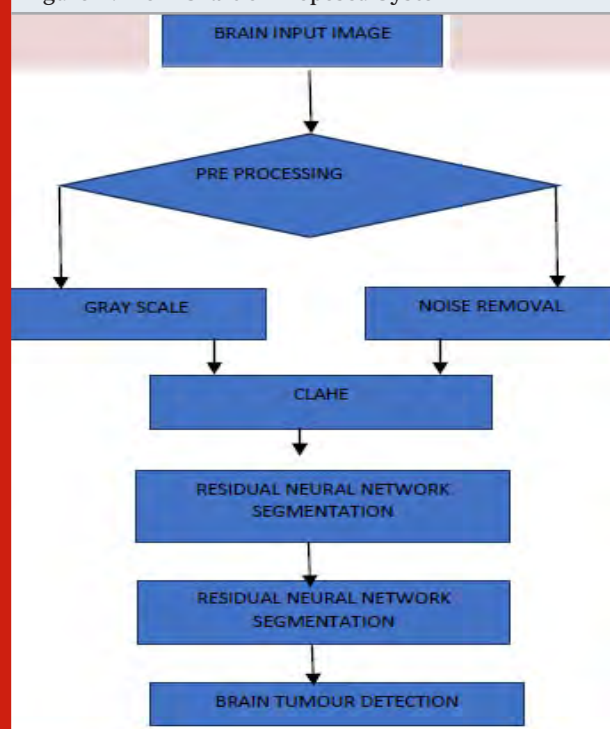 BRAIN INPUT IMAGE
PRE PROCESSING
GRAY SCALE
NOISE REMOVAL
CLAHE
RESIDUAL NEURAL NETWORK
SEGMENTATION
RESIDUAL NEURAL NETWORK
SEGMENTATION
BRAIN TUMOUR DETECTION